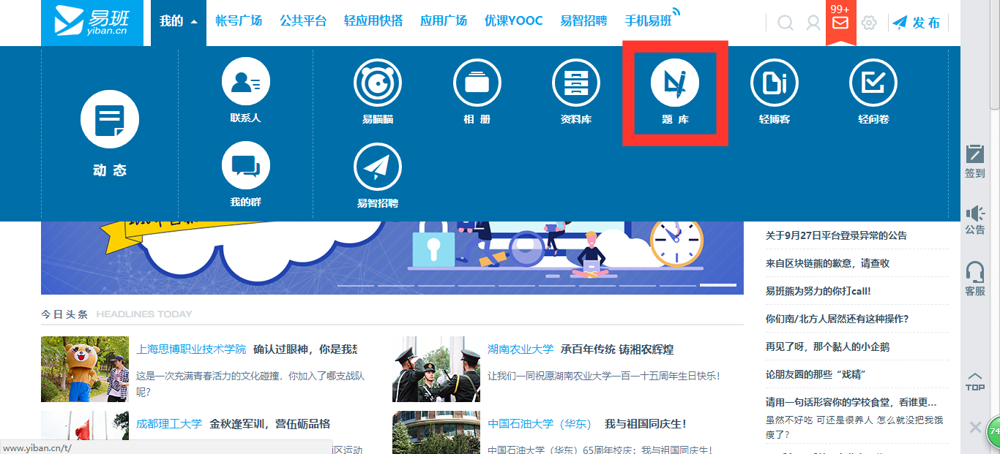 易班
yiban.cn
我的
帐号广场
公共平台
轻应用快搭
应用广场
优课YOOC
易智招聘
手机易班
99+
发布
动 态
联系人
我的群
易瞄瞄
相 册
资料库
题 库
轻博客
轻问卷
易智招聘
签到
公告
客服
TOP
74
关于9月27日平台登录异常的公告
来自区块链熊的歉意，请查收
易班熊为努力的你打call!
你们南/北方人居然还有这种操作?
再见了呀，那个黏人的小企鹅
论朋友圈的那些“戏精”
请用一句话形容你的学校食堂，看谁更...
虽然不好吃 可还是很养人 怎么就没把我饿
瘦了？
今日头条 HEADLINES TODAY
上海思博职业技术学院 确认过眼神，你是我想
这是一次充满青春活力的文化碰撞，你加入了哪支战队
呢？
湖南农业大学 承百年传统 铸湘农辉煌
让我们一同祝愿湖南农业大学一百一十五周年生日快乐！
成都理工大学 金秋逢军训，营伍砺品格
区运动
中国石油大学（华东） 我与祖国同庆生！
中国石油大学（华东）65周年校庆：我与祖国同庆生！
www.yiban.cn/t/